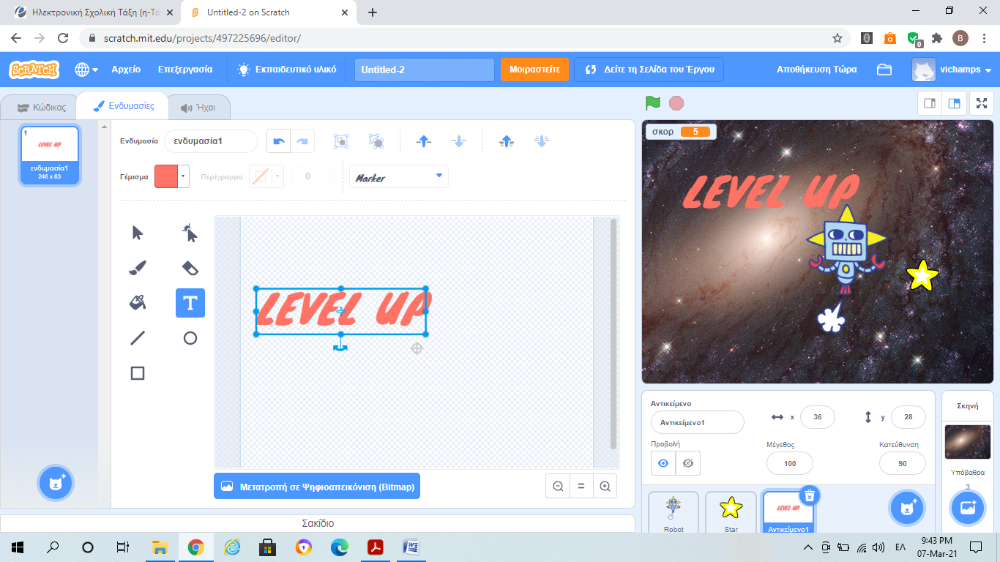 Ηλεκτρονική Σχολική Τάξη (η-Τά
Untitled-2 on Scratch
scratch.mit.edu/projects/497225696/editor/
0
B
SCRATCH
Αρχείο
Επεξεργασία
Εκπαιδευτικό υλικό
Untitled-2
Μοιραστείτε
Δείτε τη Σελίδα του Έργου
Αποθήκευση Τώρα
vichamps
Κώδικας
Ενδυμασίες
Ήχοι
1
LEVEL UP
ενδυμασία1
246 x 63
Ενδυμασία
ενδυμασία1
Γέμισμα
Περίγραμμα
0
Marker
T
LEVEL UP
Μετατροπή σε Ψηφιοαπεικόνιση (Bitmap)
Σακίδιο
σκορ 5
LEVEL UP
Αντικείμενο
Αντικείμενο1
x 36
y 28
Προβολή
Μέγεθος
100
Κατεύθυνση
90
Σκηνή
Υπόβαθρα
3
Robot
Star
LEVEL UP
Αντικείμενο1
ΕΛ
9:43 PM
07-Mar-21